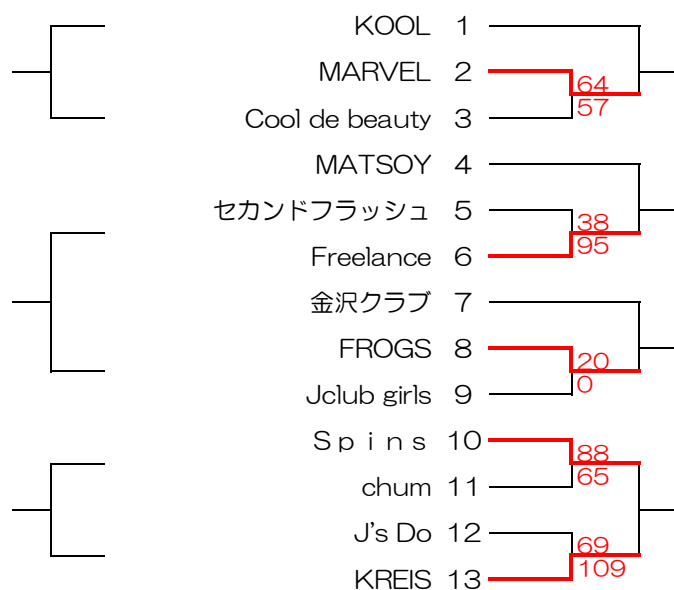 KOOL 1
MARVEL 2
64
57
Cool de beauty 3
MATSOY 4
セカンドフラッシュ 5
38
95
Freelance 6
金沢クラブ 7
FROGS 8
20
0
Jclub girls 9
Ｓｐｉｎｓ 10
88
65
chum 11
J's Do 12
69
109
KREIS 13